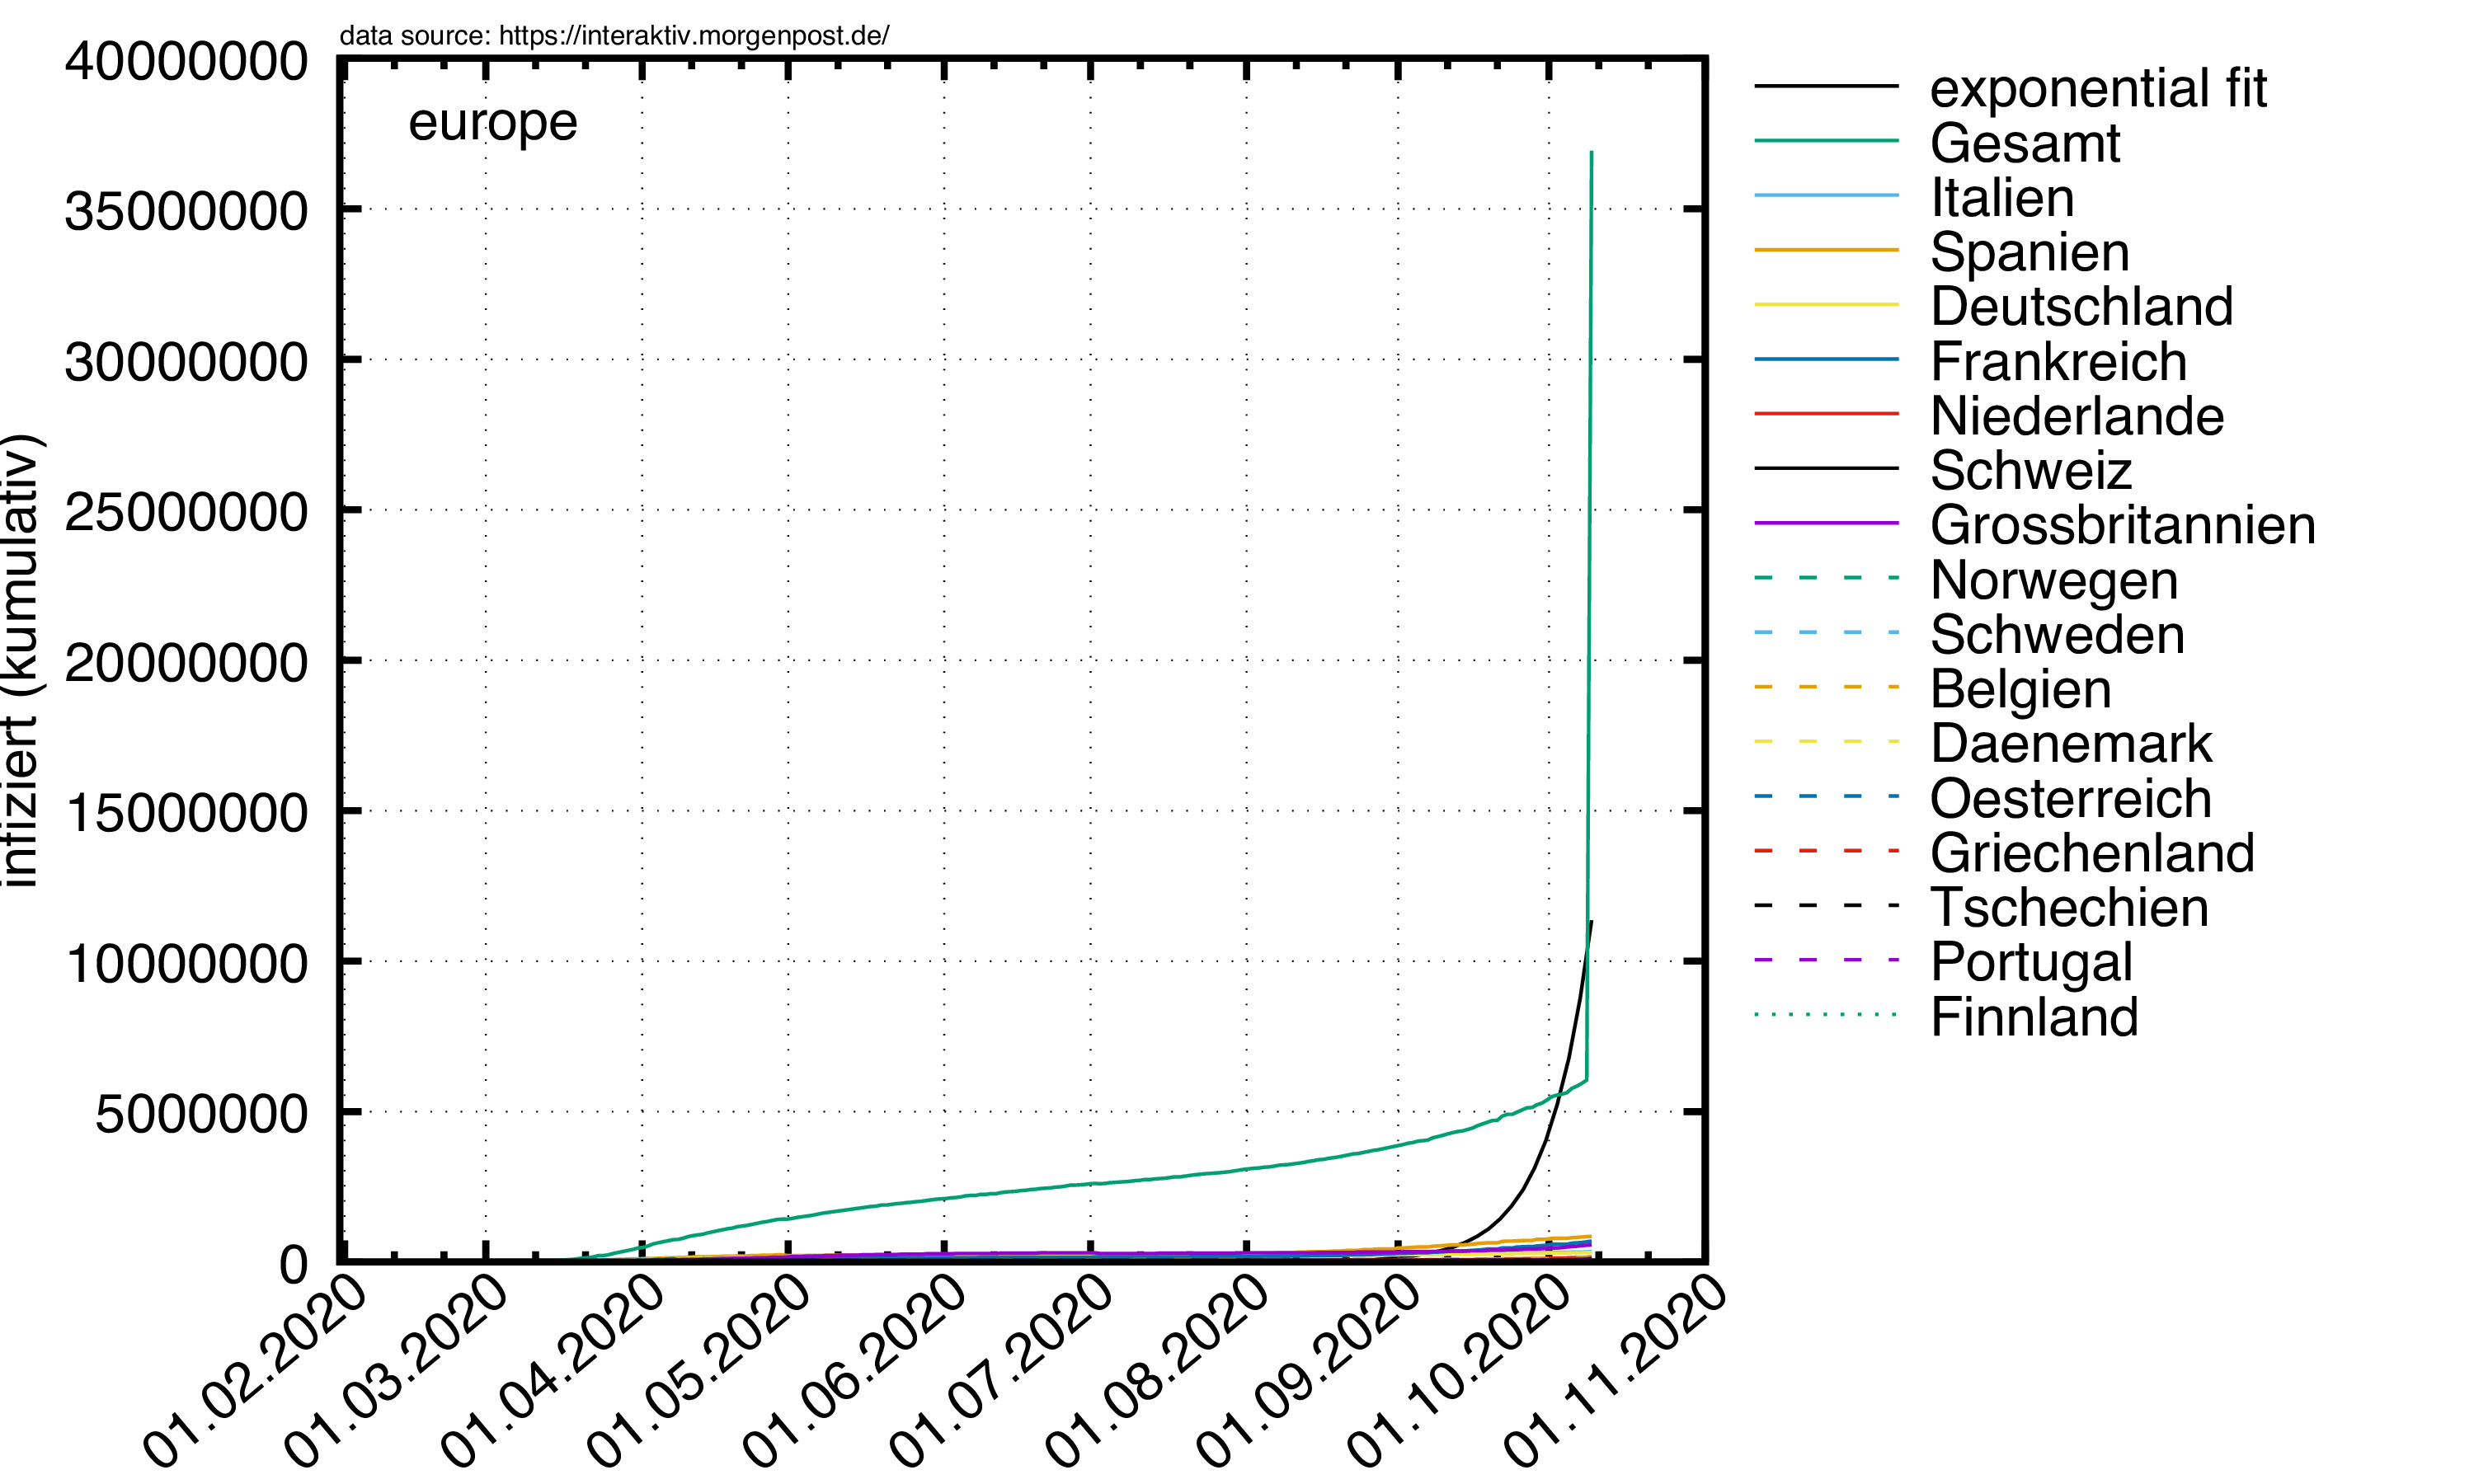 data source: https://interaktiv.morgenpost.de/
europe
infiziert (kumulativ)
40000000
35000000
30000000
25000000
20000000
15000000
10000000
5000000
0
01.02.2020
01.03.2020
01.04.2020
01.05.2020
01.06.2020
01.07.2020
01.08.2020
01.09.2020
01.10.2020
01.11.2020
exponential fit
Gesamt
Italien
Spanien
Deutschland
Frankreich
Niederlande
Schweiz
Grossbritannien
Norwegen
Schweden
Belgien
Daenemark
Oesterreich
Griechenland
Tschechien
Portugal
Finnland